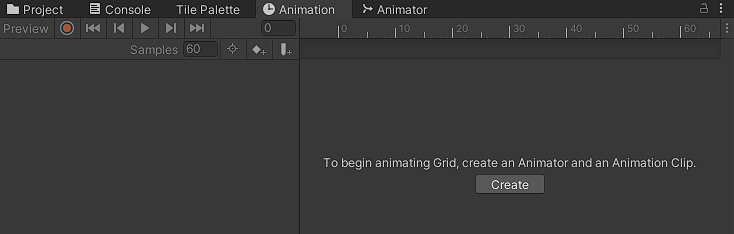 Project Console Tile Palette Animation Animator
Preview 0 0 10 20 30 40 50 60
Samples 60
To begin animating Grid, create an Animator and an Animation Clip.
Create